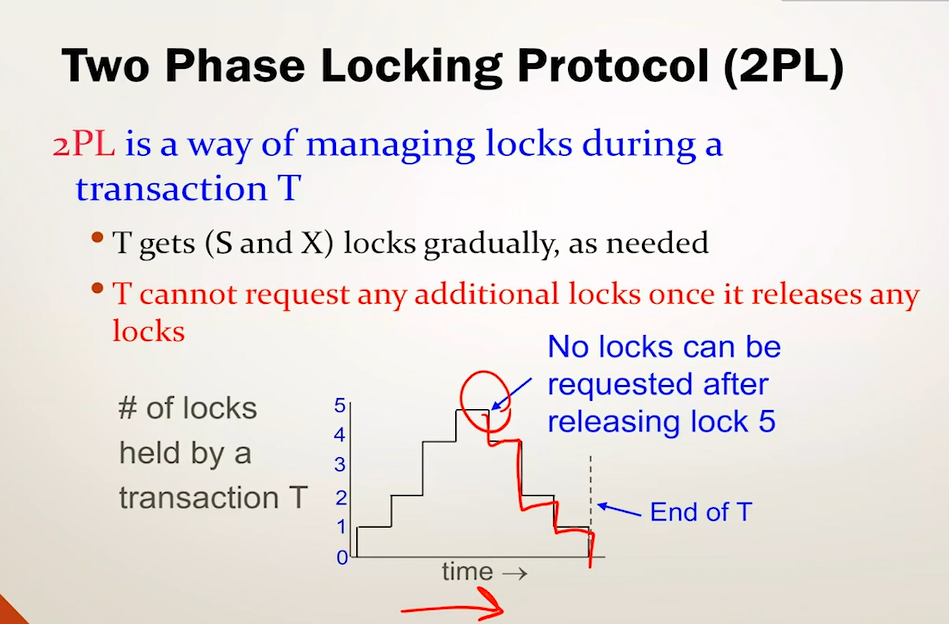 Two Phase Locking Protocol (2PL)
2PL is a way of managing locks during a
transaction T
• T gets (S and X) locks gradually, as needed
• T cannot request any additional locks once it releases any
locks
No locks can be
requested after
releasing lock 5
# of locks
held by a
transaction T
5
4
3
2
1
0
End of T
time →